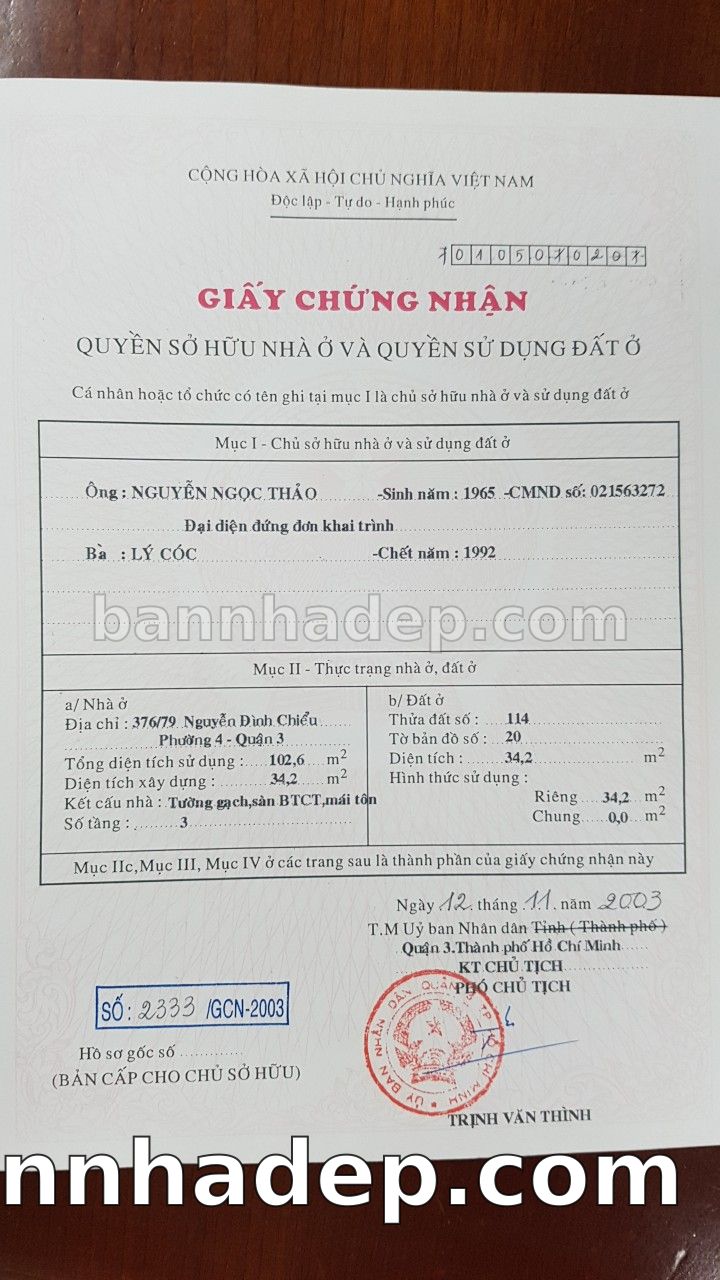 CỘNG HÒA XÃ HỘI CHỦ NGHĨA VIỆT NAM
Độc lập - Tự do - Hạnh phúc
GIẤY CHỨNG NHẬN
QUYỀN SỞ HỮU NHÀ Ở VÀ QUYỀN SỬ DỤNG ĐẤT Ở
Cá nhân hoặc tổ chức có tên ghi tại mục I là chủ sở hữu nhà ở và sử dụng đất ở
Mục I - Chủ sở hữu nhà ở và sử dụng đất ở
Ông : NGUYỄN NGỌC THẢO -Sinh năm : 1965 -CMND số: 021563272
Đại diện đứng đơn khai trình
Bà : LÝ CÓC -Chết năm : 1992
bannhadep.com
Mục II - Thực trạng nhà ở, đất ở
a/ Nhà ở
Địa chỉ : 376/79 Nguyễn Đình Chiểu
Phường 4 - Quận 3
Tổng diện tích sử dụng : 102,6 m2
Diện tích xây dựng : 34,2 m2
Kết cấu nhà : Tường gạch,sàn BTCT,mái tôn
Số tầng : 3
b/ Đất ở
Thửa đất số : 114
Tờ bản đồ số : 20
Diện tích : 34,2 m2
Hình thức sử dụng :
Riêng 34,2 m2
Chung 0,0 m2
Mục IIc,Mục III, Mục IV ở các trang sau là thành phần của giấy chứng nhận này
Ngày 12 tháng 11 năm 2003
T.M Uỷ ban Nhân dân Tỉnh ( Thành phố )
Quận 3.Thành phố Hồ Chí Minh
KT CHỦ TỊCH
PHÓ CHỦ TỊCH
SỐ: 2333 /GCN-2003
Hồ sơ gốc số
(BẢN CẤP CHO CHỦ SỞ HỮU)
ỦY BAN NHÂN DÂN QUẬN 3 TP HỒ CHÍ MINH
TRỊNH VĂN THÌNH
nnhadep.com